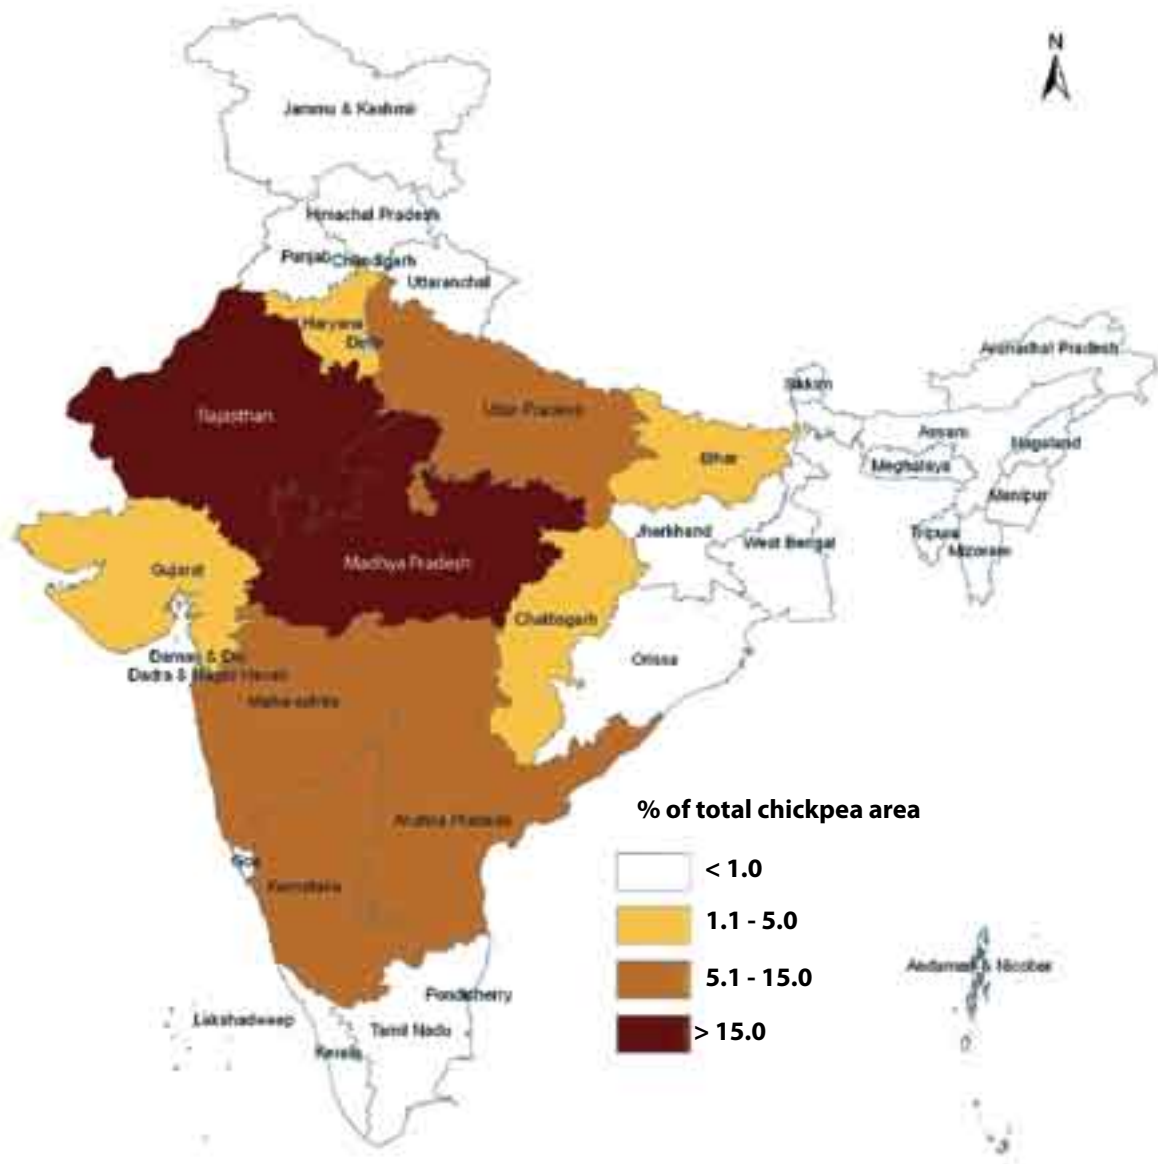 N
Jammu & Kashmir
Himachal Pradesh
Punjab
Chandigarh
Uttaranchal
Haryana
Delhi
Arunachal Pradesh
Sikkim
Rajasthan
Uttar Pradesh
Assam
Nagaland
Bihar
Meghalaya
Manipur
Jharkhand
West Bengal
Tripura
Mizoram
Madhya Pradesh
Gujarat
Chattisgarh
Orissa
Daman & Diu
Dadra & Nagar Haveli
Maharashtra
Andhra Pradesh
Goa
Karnataka
% of total chickpea area
< 1.0
1.1 - 5.0
5.1 - 15.0
> 15.0
Andaman & Nicobar
Pondicherry
Lakshadweep
Tamil Nadu
Kerala